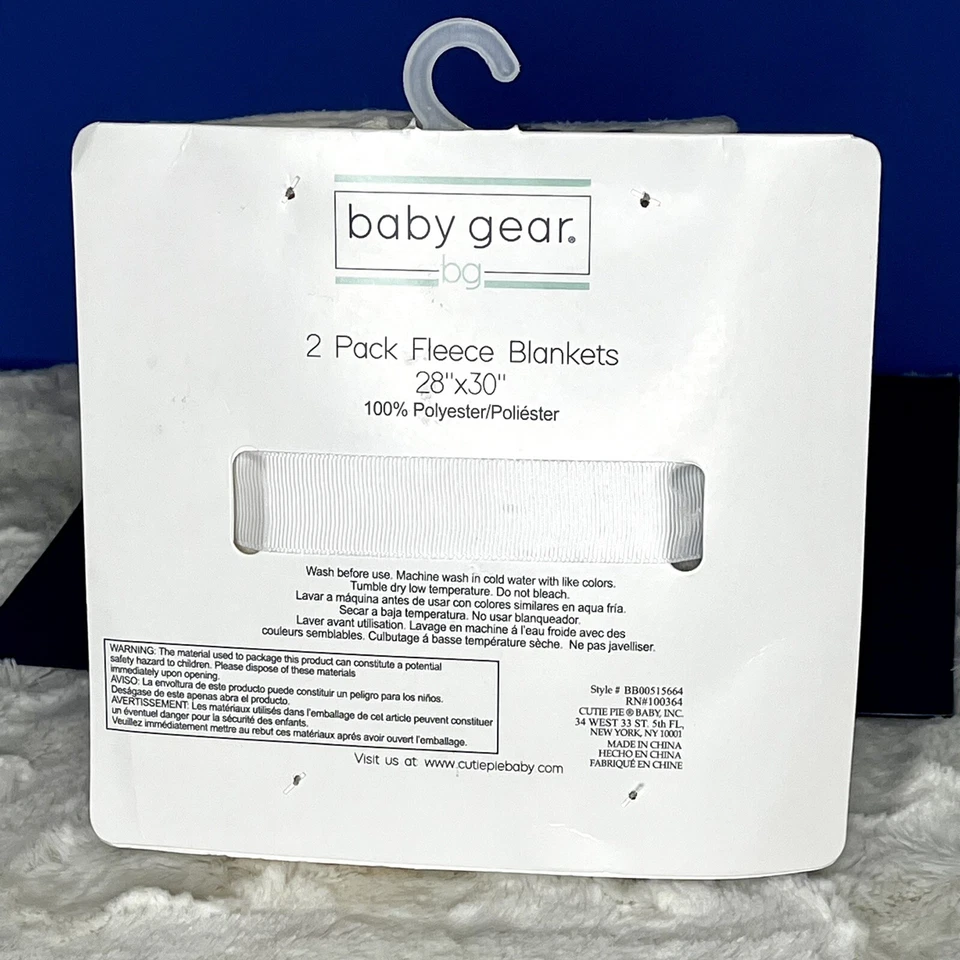 baby gear®
bg
2 Pack Fleece Blankets
28"x30"
100% Polyester/Poliéster
Wash before use. Machine wash in cold water with like colors.
Tumble dry low temperature. Do not bleach.
Lavar a máquina antes de usar con colores similares en aqua fría.
Secar a baja temperatura. No usar blanqueador.
Laver avant utilisation. Lavage en machine á l'eau froide avec des
couleurs semblables. Culbutage á basse température sèche. Ne pas javelliser.
WARNING: The material used to package this product can constitute a potential
safety hazard to children. Please dispose of these materials
immediately upon opening.
AVISO: La envoltura de este producto puede constituir un peligro para los niños.
Deságase de este apenas abra el producto.
AVERTISSEMENT: Les matériaux utilisés dans l'emballage de cet article peuvent constituer
un éventuel danger pour la sécurité des enfants.
Veuillez immédiatement mettre au rebut ces matériaux aprés avoir ouvert l'emballage.
Style # BB00515664
RN#100364
CUTIE PIE ® BABY, INC.
34 WEST 33 ST. 5th FL,
NEW YORK, NY 10001
MADE IN CHINA
HECHO EN CHINA
FABRIQUÉ EN CHINE
Visit us at www.cutiepiebaby.com